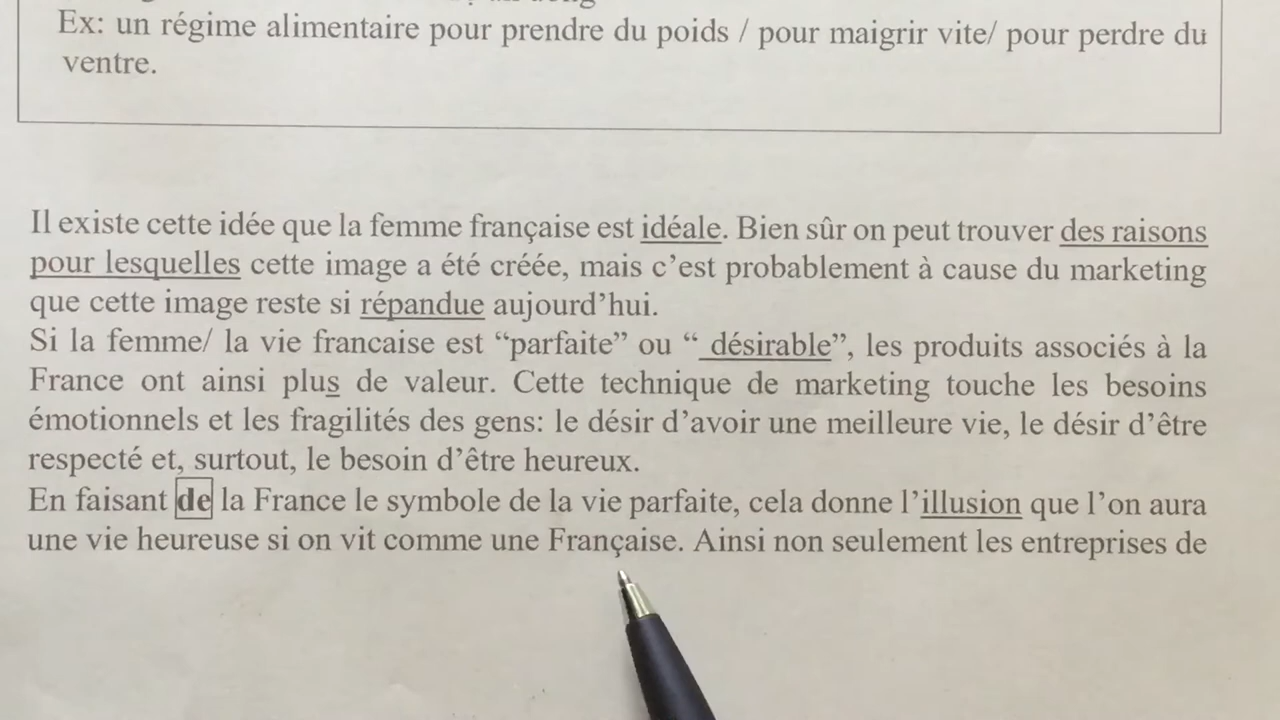 Ex: un régime alimentaire pour prendre du poids / pour maigrir vite/ pour perdre du
ventre.
Il existe cette idée que la femme française est idéale. Bien sûr on peut trouver des raisons
pour lesquelles cette image a été créée, mais c’est probablement à cause du marketing
que cette image reste si répandue aujourd’hui.
Si la femme/ la vie francaise est “parfaite” ou “ désirable”, les produits associés à la
France ont ainsi plus de valeur. Cette technique de marketing touche les besoins
émotionnels et les fragilités des gens: le désir d’avoir une meilleure vie, le désir d’être
respecté et, surtout, le besoin d’être heureux.
En faisant de la France le symbole de la vie parfaite, cela donne l’illusion que l’on aura
une vie heureuse si on vit comme une Française. Ainsi non seulement les entreprises de